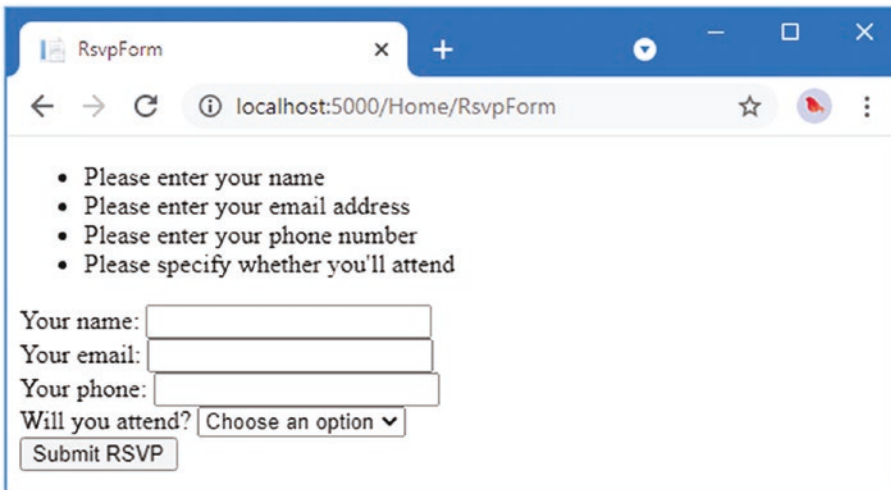 RsvpForm
localhost:5000/Home/RsvpForm
• Please enter your name
• Please enter your email address
• Please enter your phone number
• Please specify whether you'll attend
Your name:
Your email:
Your phone:
Will you attend? Choose an option
Submit RSVP